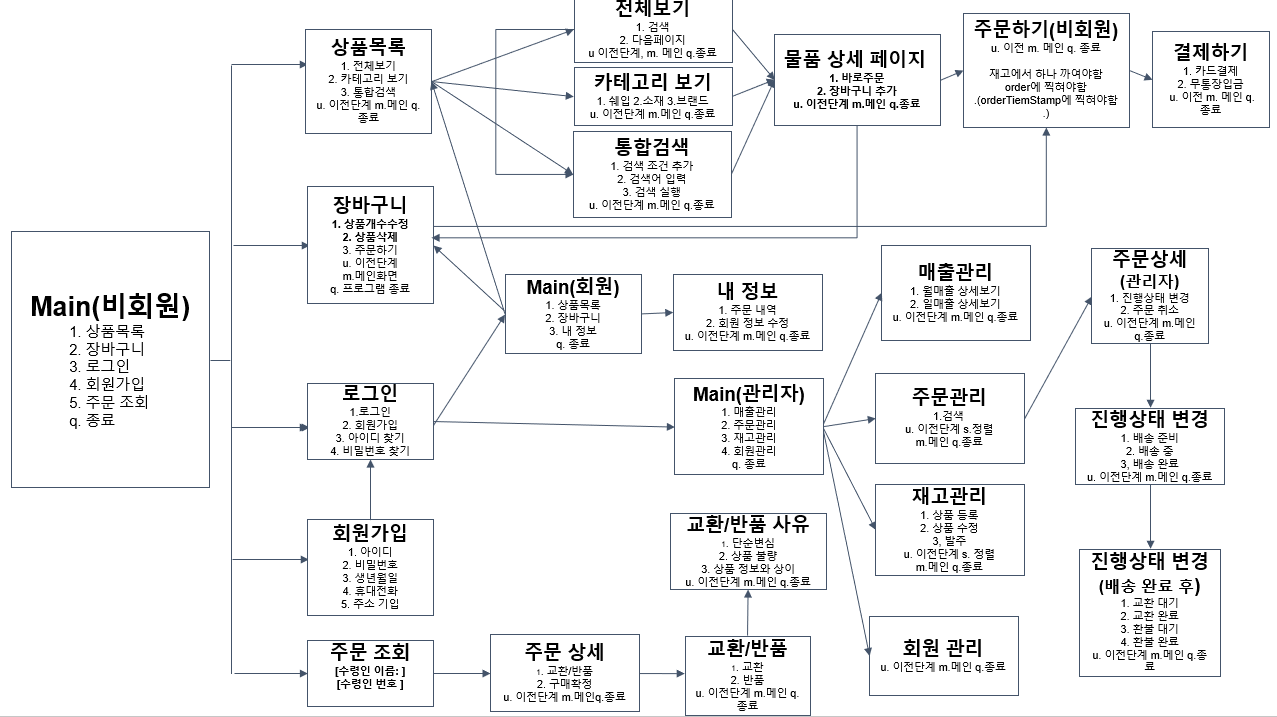 Main(비회원)
1. 상품목록
2. 장바구니
3. 로그인
4. 회원가입
5. 주문 조회
q. 종료
상품목록
1. 전체보기
2. 카테고리 보기
3. 통합검색
u. 이전단계 m.메인 q.
종료
장바구니
1. 상품개수수정
2. 상품삭제
3. 주문하기
u. 이전단계
m.메인화면
q. 프로그램 종료
로그인
1.로그인
2. 회원가입
3. 아이디 찾기
4. 비밀번호 찾기
회원가입
1. 아이디
2. 비밀번호
3. 생년월일
4. 휴대전화
5. 주소 기입
주문 조회
[수령인 이름: ]
[수령인 번호 ]
전체보기
1. 검색
2. 다음페이지
u 이전단계, m. 메인 q.종료
카테고리 보기
1. 쉐입 2.소재 3.브랜드
u. 이전단계 m.메인 q.종료
통합검색
1. 검색 조건 추가
2. 검색어 입력
3. 검색 실행
u. 이전단계 m.메인 q.종료
물품 상세 페이지
1. 바로주문
2. 장바구니 추가
u. 이전단계 m.메인 q.종료
주문하기(비회원)
u. 이전 m. 메인 q. 종료
재고에서 하나 까여야함
order에 찍혀야함
.(orderTiemStamp에 찍혀야함
.)
결제하기
1. 카드결제
2. 무통장입금
u. 이전 m. 메인 q.
종료
Main(회원)
1. 상품목록
2. 장바구니
3. 내 정보
q. 종료
내 정보
1. 주문 내역
2. 회원 정보 수정
u. 이전단계 m.메인 q.종료
Main(관리자)
1. 매출관리
2. 주문관리
3. 재고관리
4. 회원관리
q. 종료
매출관리
1. 월매출 상세보기
2. 일매출 상세보기
u. 이전단계 m.메인 q.종료
주문관리
1.검색
u. 이전단계 s.정렬
m.메인 q.종료
재고관리
1. 상품 등록
2. 상품 수정
3, 발주
u. 이전단계 s. 정렬
m.메인 q.종료
회원 관리
u. 이전단계 m.메인 q.종료
주문상세
(관리자)
1. 진행상태 변경
2. 주문 취소
u. 이전단계 m.메인
q.종료
진행상태 변경
1. 배송 준비
2. 배송 중
3, 배송 완료
u. 이전단계 m.메인 q.종료
진행상태 변경
(배송 완료 후)
1. 교환 대기
2. 교환 완료
3. 환불 대기
4. 환불 완료
u. 이전단계 m.메인 q.종
료
주문 상세
1. 교환/반품
2. 구매확정
u. 이전단계 m.메인q.종료
교환/반품
1. 교환
2. 반품
u. 이전단계 m.메인 q.
종료
교환/반품 사유
1. 단순변심
2. 상품 불량
3. 상품 정보와 상이
u. 이전단계 m.메인 q.종료